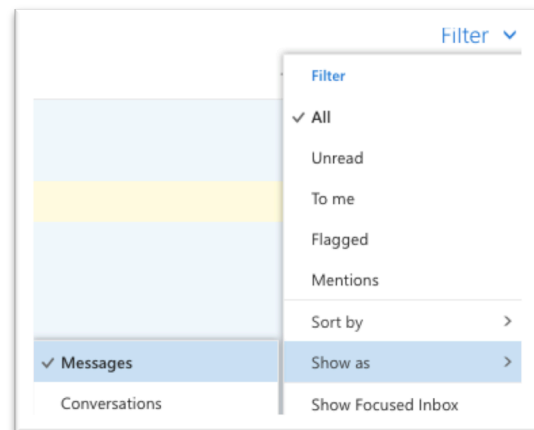 Filter
Filter
All
Unread
To me
Flagged
Mentions
Sort by
Show as
Messages
Conversations
Show Focused Inbox